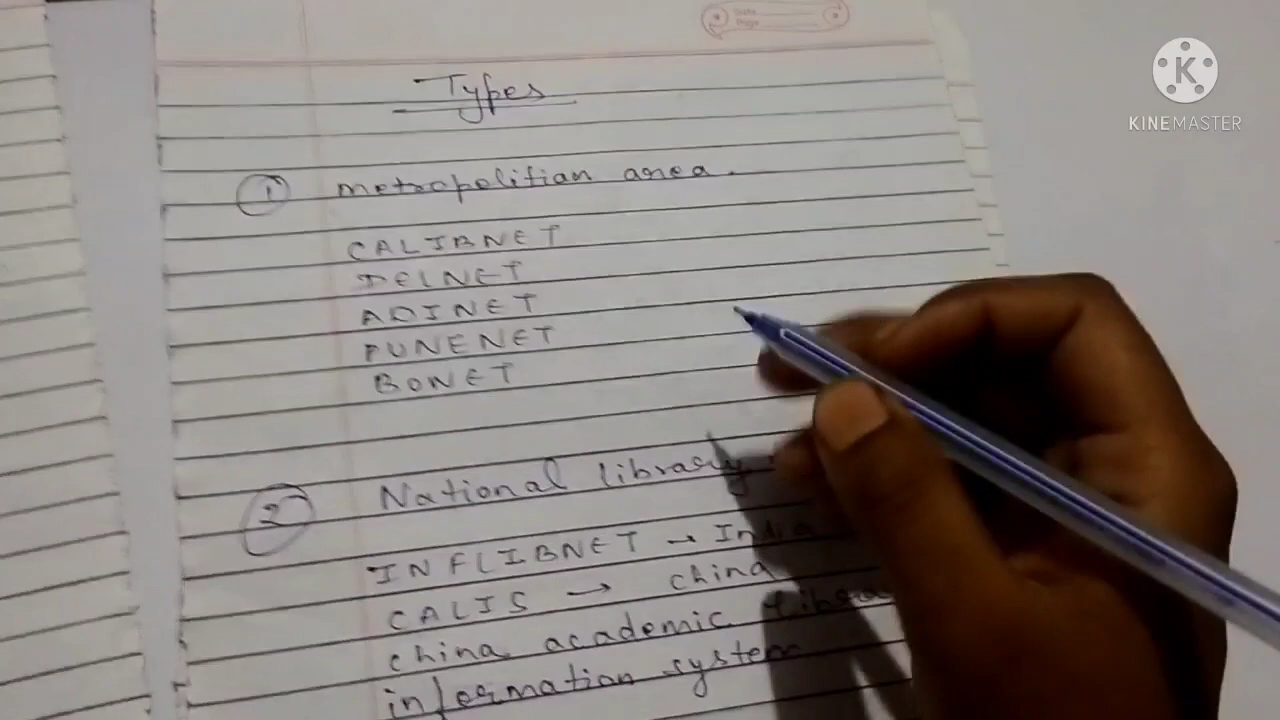 Types
① metropolitian area.
CALIBNET
DELNET
ADINET
PUNENET
BONET
② National library
INFLIBNET → India
CALIS → china
china academic
information system
KINEMASTER